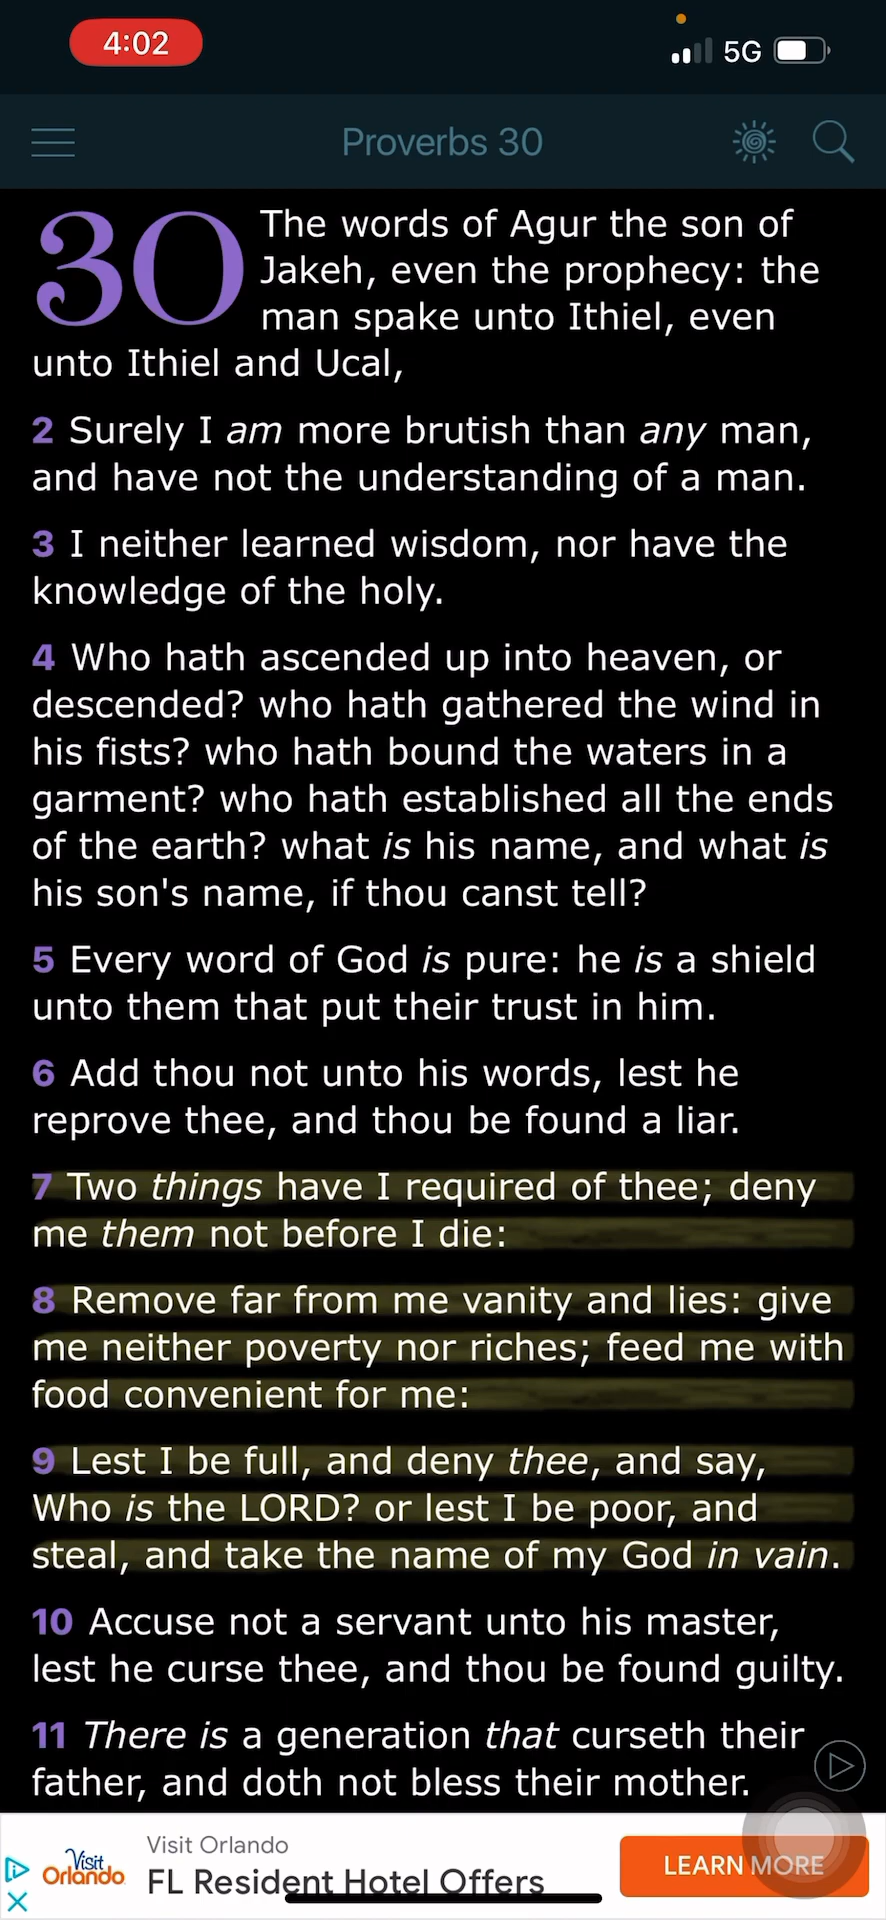 4:02
5G
Proverbs 30
30 The words of Agur the son of
Jakeh, even the prophecy: the
man spake unto Ithiel, even
unto Ithiel and Ucal,
2 Surely I am more brutish than any man,
and have not the understanding of a man.
3 I neither learned wisdom, nor have the
knowledge of the holy.
4 Who hath ascended up into heaven, or
descended? who hath gathered the wind in
his fists? who hath bound the waters in a
garment? who hath established all the ends
of the earth? what is his name, and what is
his son's name, if thou canst tell?
5 Every word of God is pure: he is a shield
unto them that put their trust in him.
6 Add thou not unto his words, lest he
reprove thee, and thou be found a liar.
7 Two things have I required of thee; deny
me them not before I die:
8 Remove far from me vanity and lies: give
me neither poverty nor riches; feed me with
food convenient for me:
9 Lest I be full, and deny thee, and say,
Who is the LORD? or lest I be poor, and
steal, and take the name of my God in vain.
10 Accuse not a servant unto his master,
lest he curse thee, and thou be found guilty.
11 There is a generation that curseth their
father, and doth not bless their mother.
Visit
Orlando
Visit Orlando
FL Resident Hotel Offers
LEARN MORE